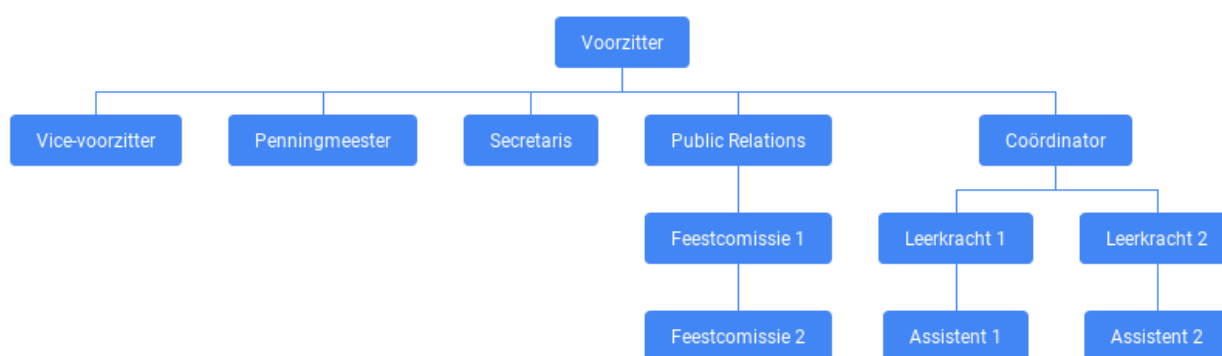 Voorzitter
Vice-voorzitter
Penningmeester
Secretaris
Public Relations
Coördinator
Feestcomissie 1
Leerkracht 1
Leerkracht 2
Feestcomissie 2
Assistent 1
Assistent 2